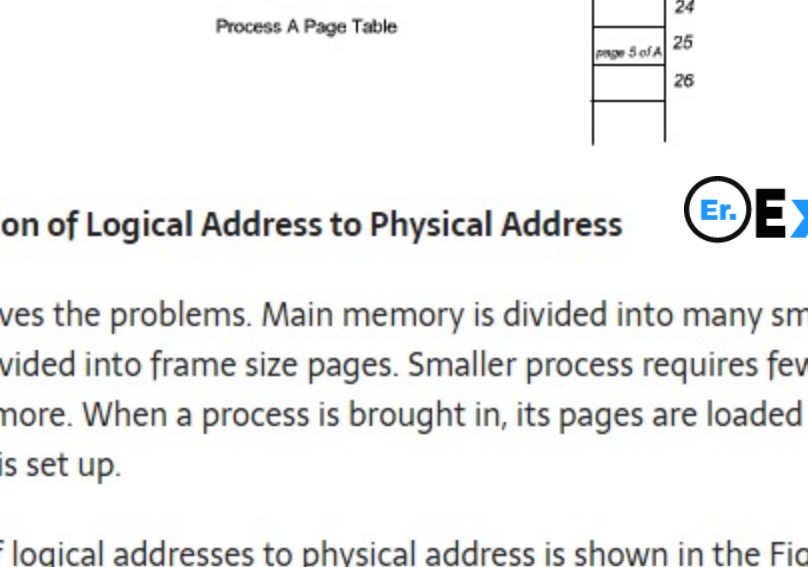 24
Process A Page Table
25
page 5 of A
26
Er.
on of Logical Address to Physical Address
ves the problems. Main memory is divided into many sm
vided into frame size pages. Smaller process requires few
more. When a process is brought in, its pages are loaded
is set up.
f logical addresses to physical address is shown in the Fig